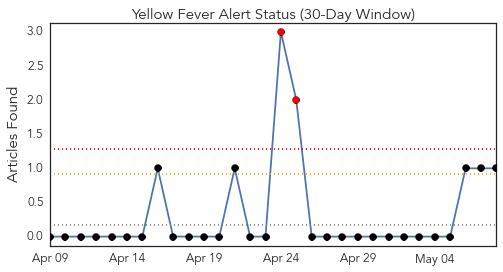 Yellow Fever Alert Status (30-Day Window)
Articles Found
3.0
2.5
2.0
1.5
1.0
0.5
0.0
Apr 09 Apr 14 Apr 19 Apr 24 Apr 29 May 04